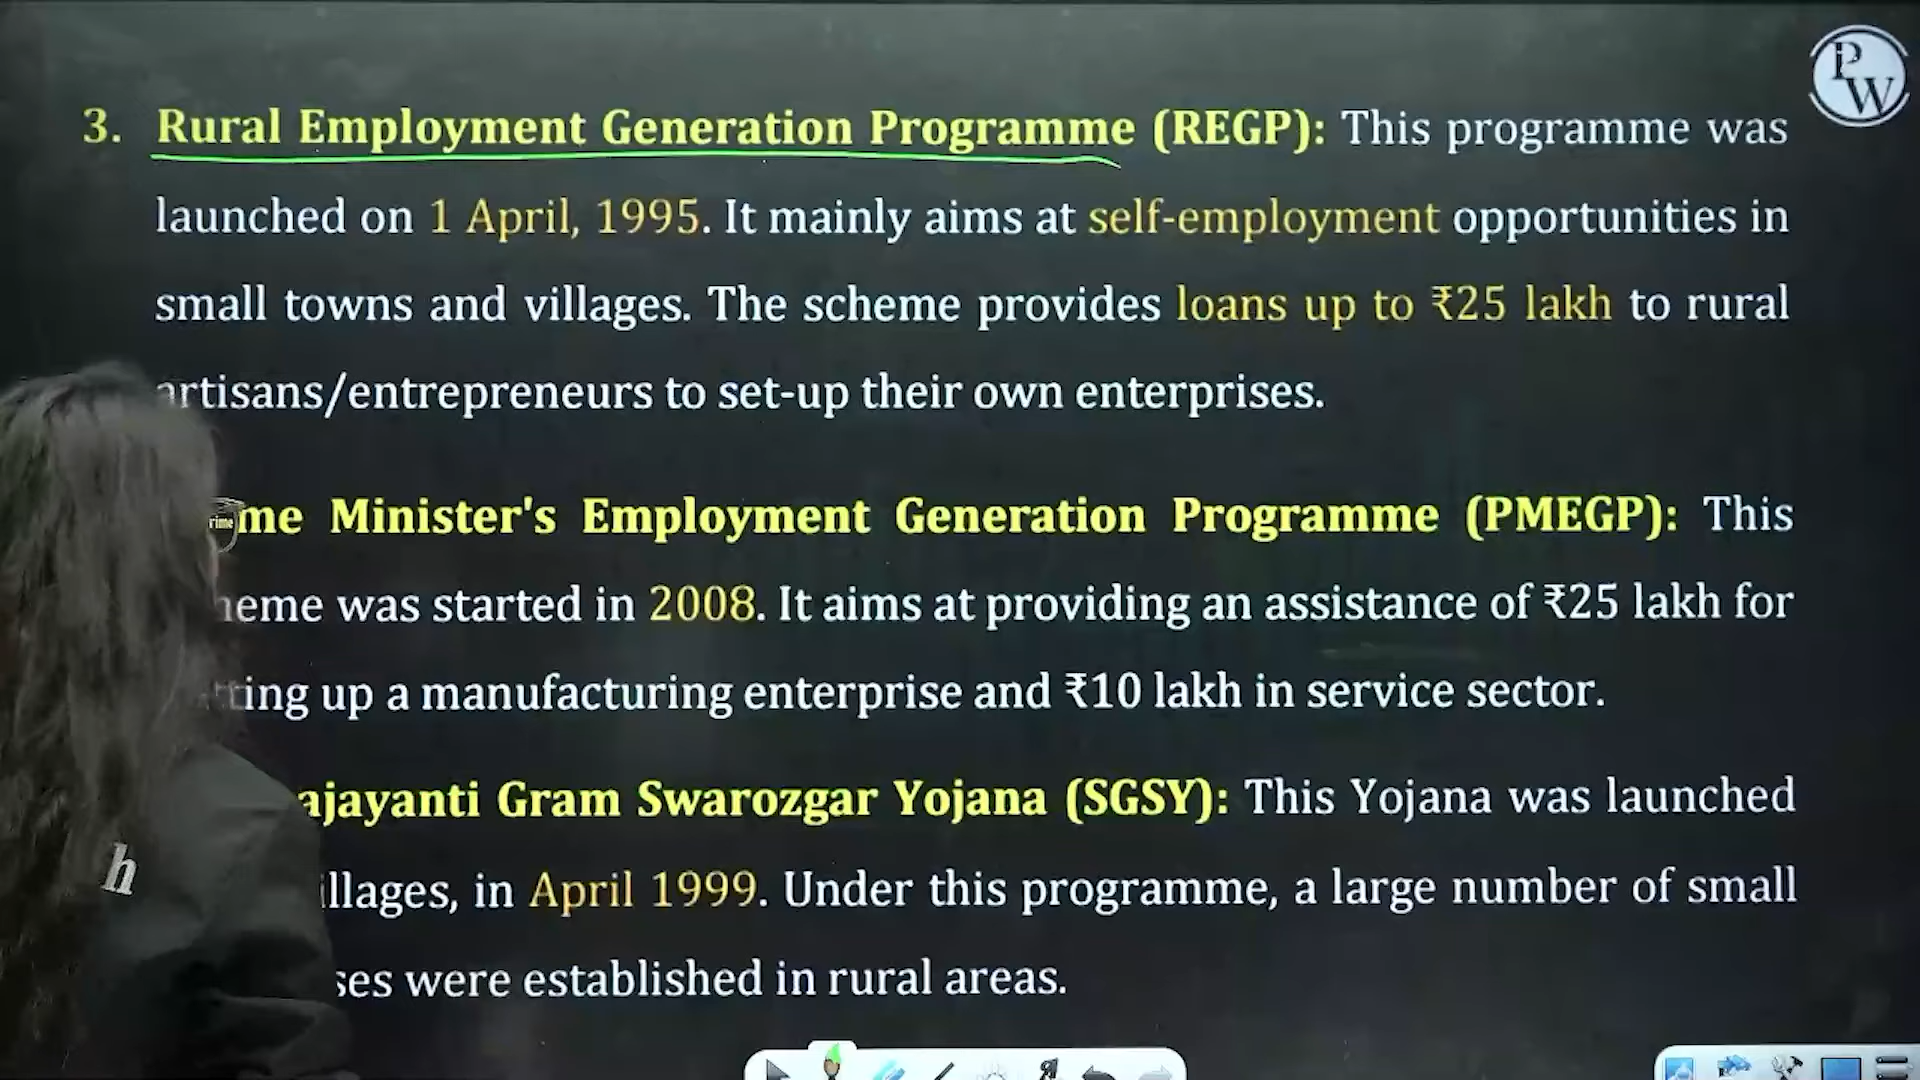 P
W
3. Rural Employment Generation Programme (REGP): This programme was
launched on 1 April, 1995. It mainly aims at self-employment opportunities in
small towns and villages. The scheme provides loans up to ₹25 lakh to rural
artisans/entrepreneurs to set-up their own enterprises.
me Minister's Employment Generation Programme (PMEGP): This
heme was started in 2008. It aims at providing an assistance of ₹25 lakh for
ting up a manufacturing enterprise and ₹10 lakh in service sector.
ajayanti Gram Swarozgar Yojana (SGSY): This Yojana was launched
illages, in April 1999. Under this programme, a large number of small
ses were established in rural areas.
h